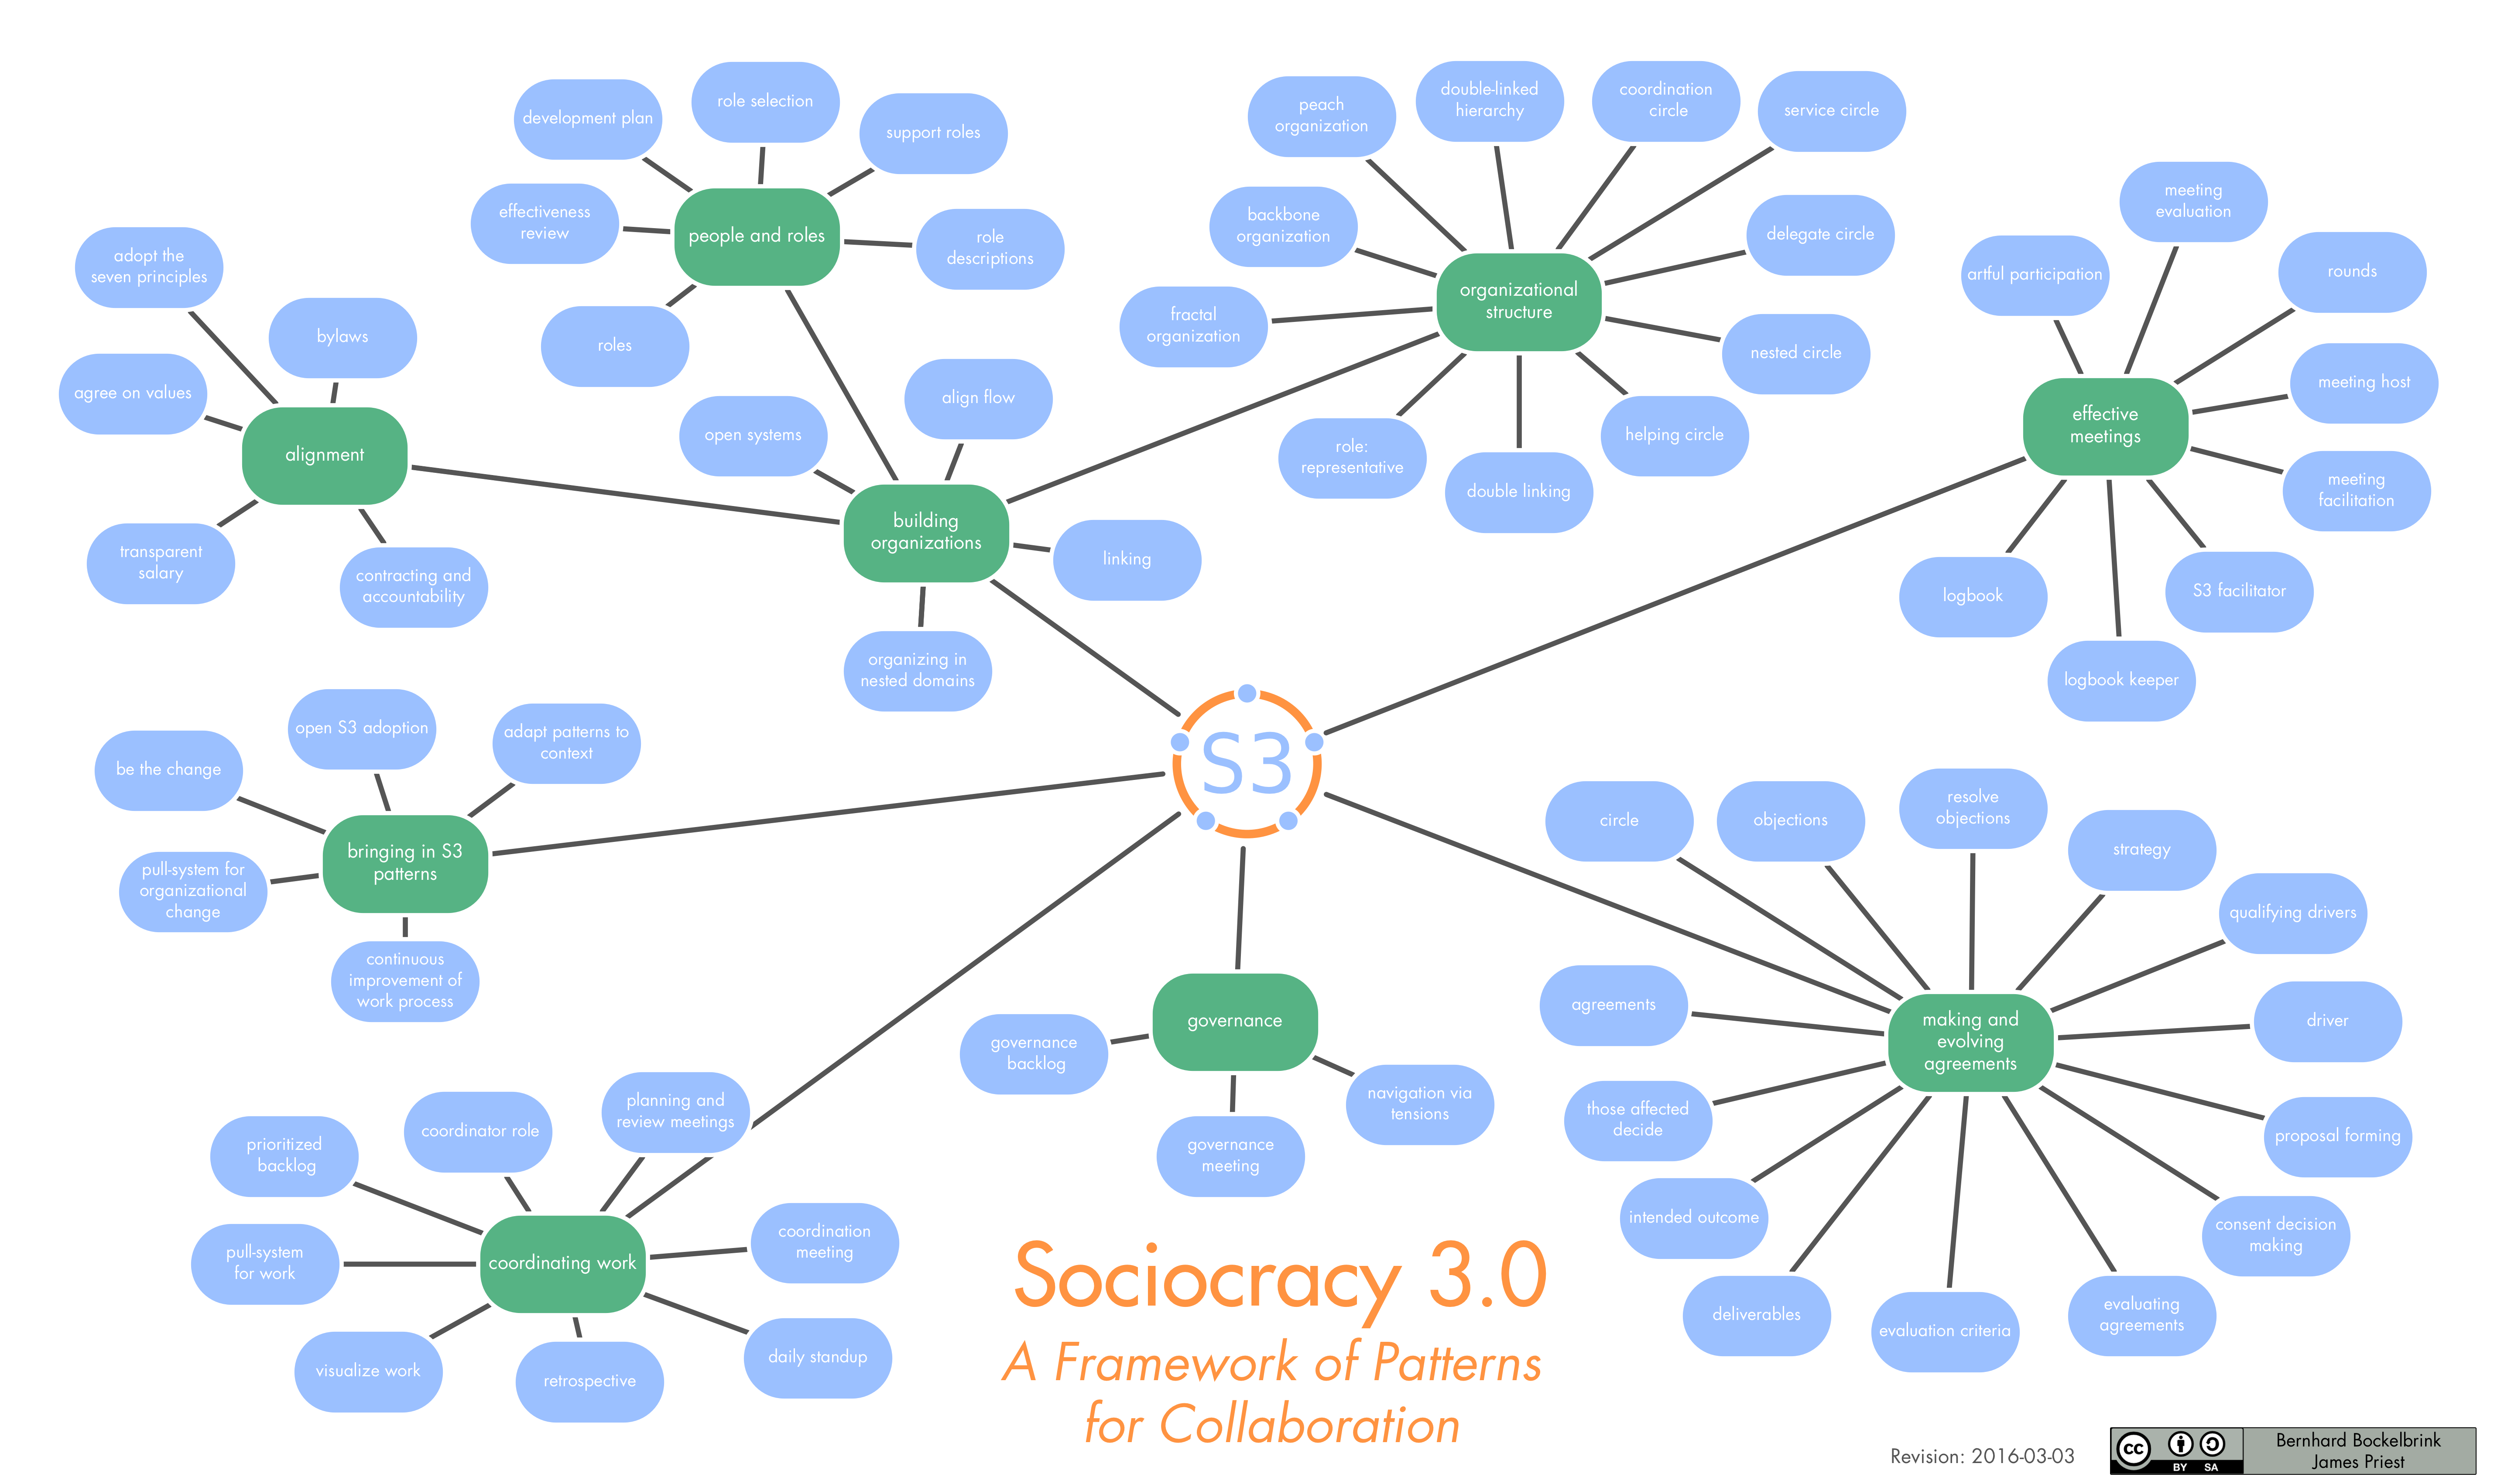 development plan
role selection
support roles
effectiveness
review
people and roles
role
descriptions
roles
adopt the
seven principles
bylaws
agree on values
alignment
transparent
salary
contracting and
accountability
open systems
align flow
building
organizations
linking
organizing in
nested domains
peach
organization
double-linked
hierarchy
coordination
circle
service circle
backbone
organization
delegate circle
organizational
structure
fractal
organization
nested circle
role:
representative
double linking
helping circle
meeting
evaluation
artful participation
rounds
meeting host
effective
meetings
meeting
facilitation
logbook
S3 facilitator
logbook keeper
S3
be the change
open S3 adoption
adapt patterns to
context
bringing in S3
patterns
pull-system for
organizational
change
continuous
improvement of
work process
circle
objections
resolve
objections
strategy
qualifying drivers
agreements
driver
making and
evolving
agreements
those affected
decide
proposal forming
intended outcome
consent decision
making
deliverables
evaluation criteria
evaluating
agreements
governance
governance
backlog
navigation via
tensions
governance
meeting
prioritized
backlog
coordinator role
planning and
review meetings
pull-system
for work
coordinating work
coordination
meeting
visualize work
retrospective
daily standup
Sociocracy 3.0
A Framework of Patterns
for Collaboration
Revision: 2016-03-03
cc
BY SA
Bernhard Bockelbrink
James Priest